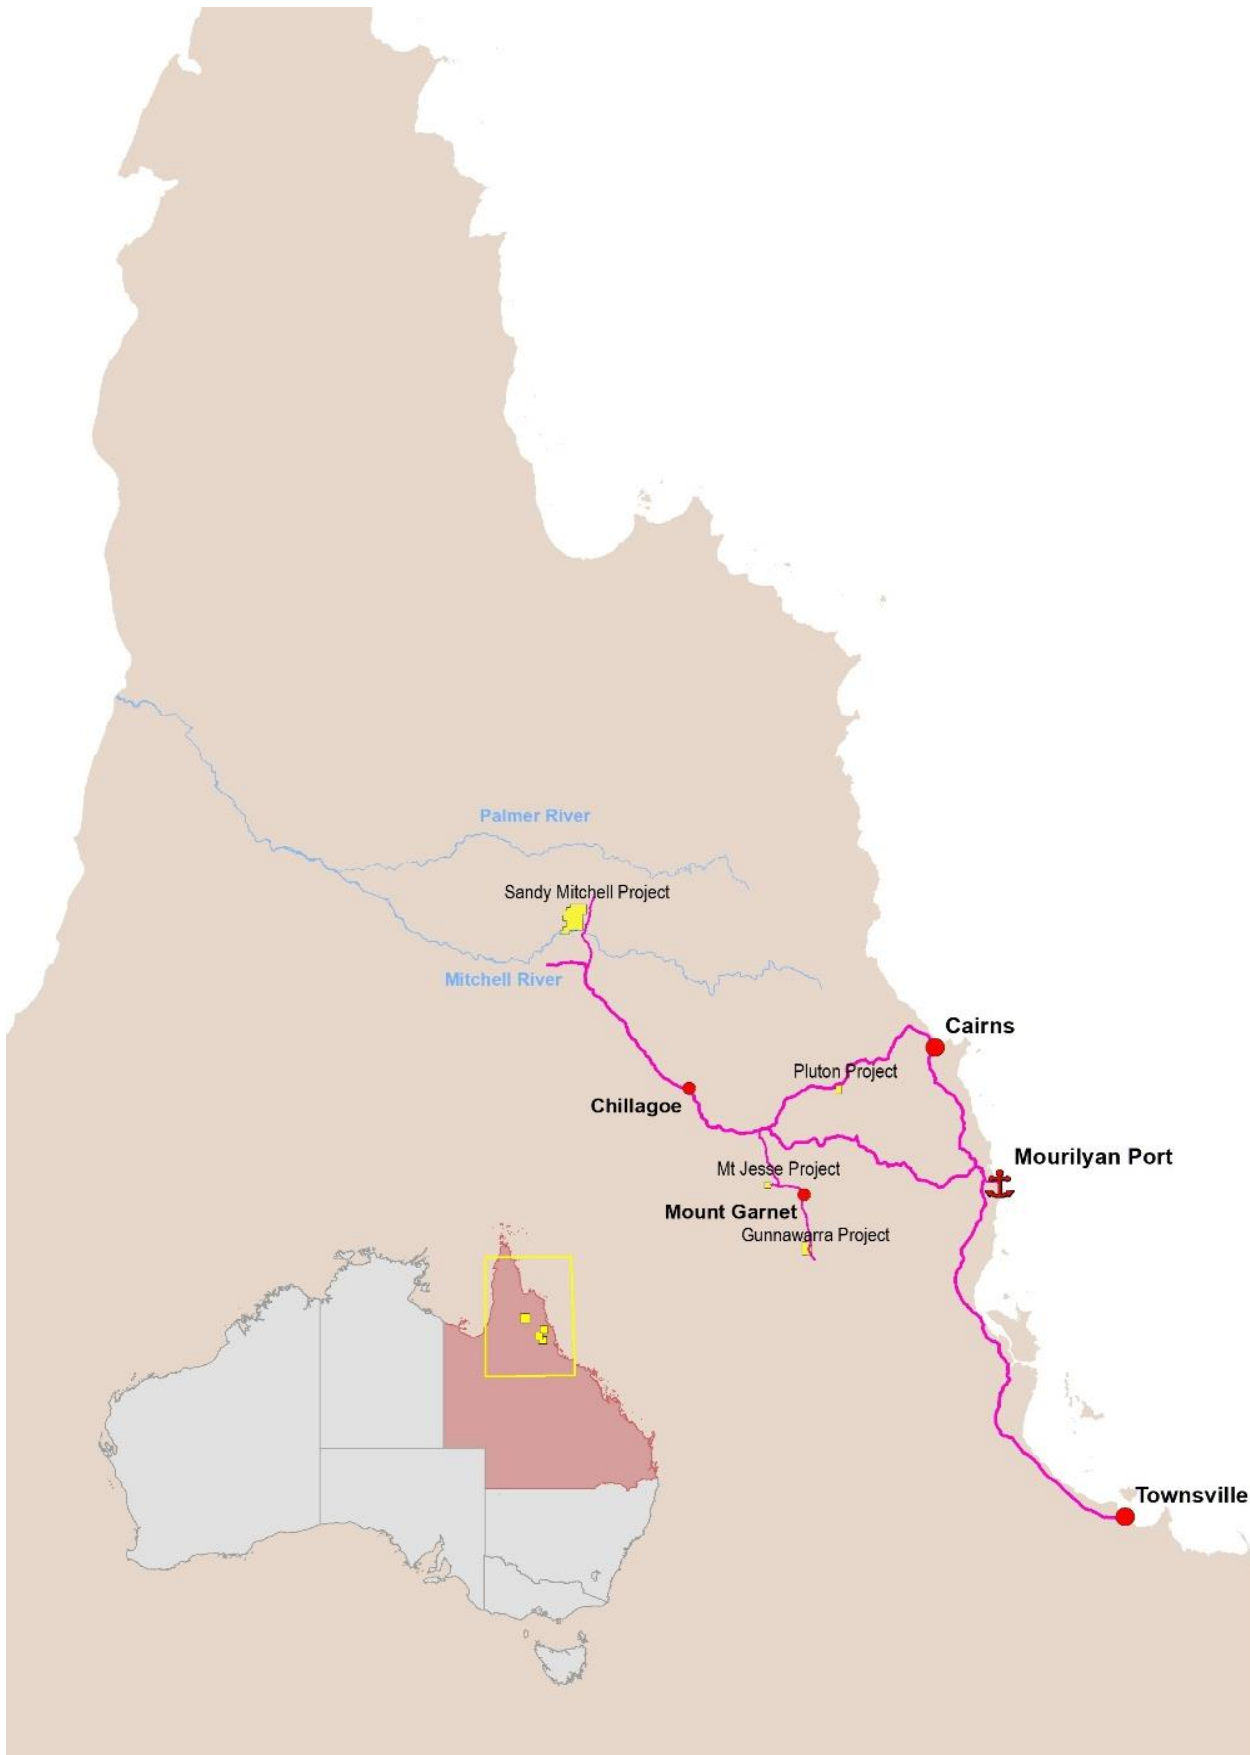 Palmer River
Sandy Mitchell Project
Mitchell River
Cairns
Pluton Project
Chillagoe
Mourilyan Port
Mt Jesse Project
Mount Garnet
Gunnawarra Project
Townsville